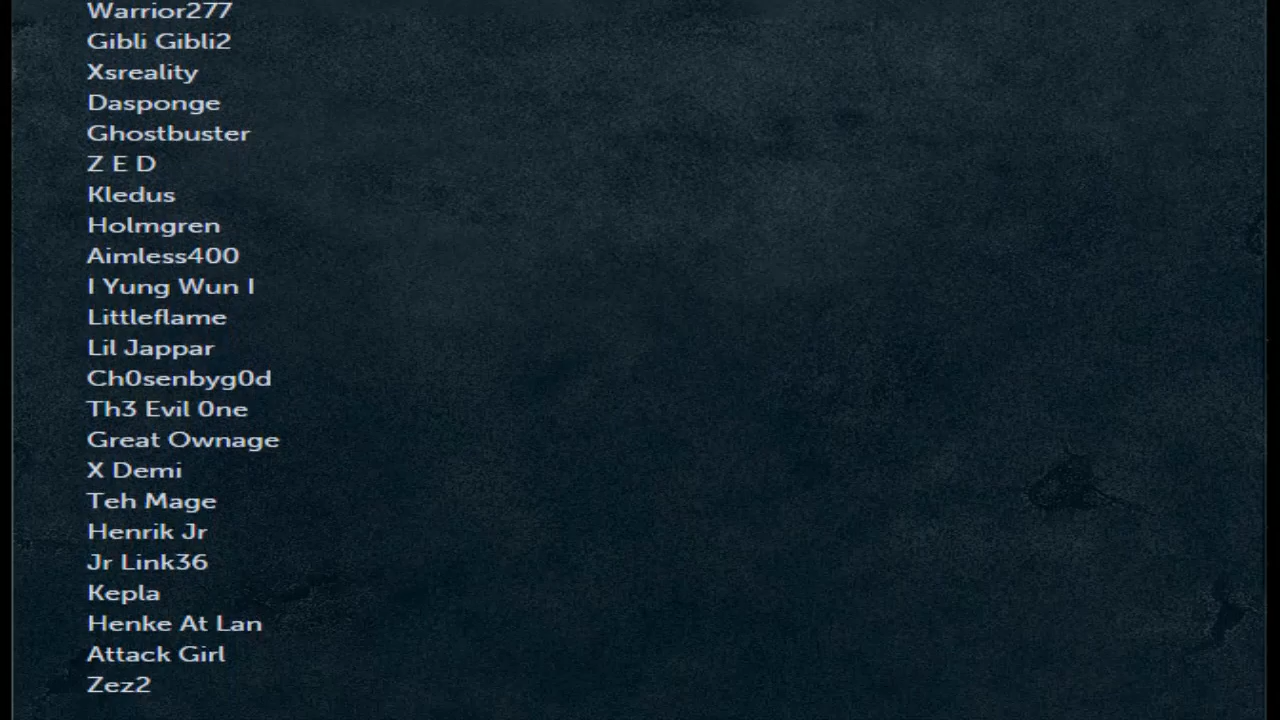 Warrior277
Gibli Gibli2
Xsreality
Dasponge
Ghostbuster
Z E D
Kledus
Holmgren
Aimless400
I Yung Wun I
Littleflame
Lil Jappar
Ch0senbyg0d
Th3 Evil 0ne
Great Ownage
X Demi
Teh Mage
Henrik Jr
Jr Link36
Kepla
Henke At Lan
Attack Girl
Zez2